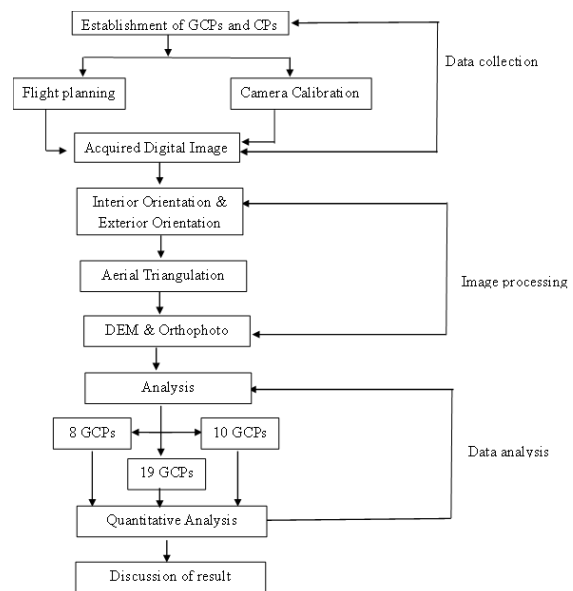 Establishment of GCPs and CPs
Data collection
Flight planning
Camera Calibration
Acquired Digital Image
Interior Orientation &
Exterior Orientation
Aerial Triangulation
Image processing
DEM & Orthophoto
Analysis
8 GCPs
10 GCPs
19 GCPs
Data analysis
Quantitative Analysis
Discussion of result